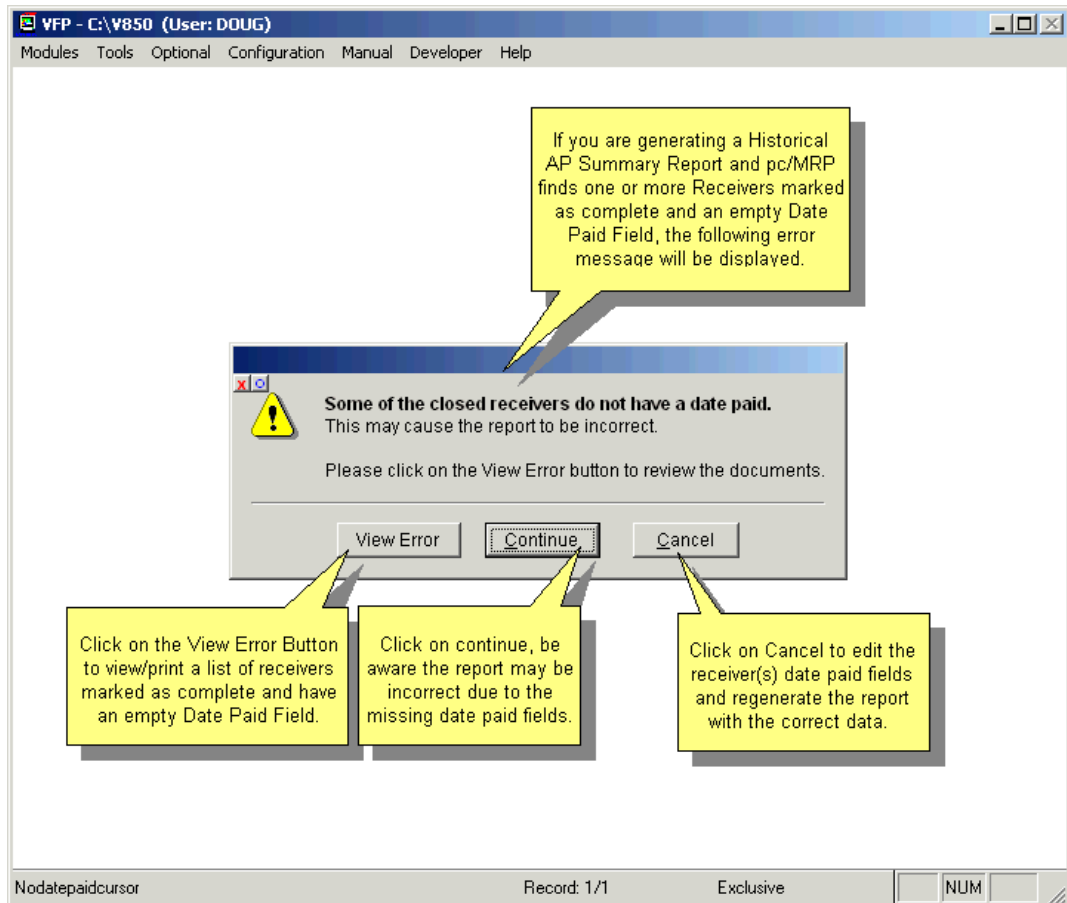 VFP - C:\V850 (User: DOUG)
Modules Tools Optional Configuration Manual Developer Help
If you are generating a Historical
AP Summary Report and pc/MRP
finds one or more Receivers marked
as complete and an empty Date
Paid Field, the following error
message will be displayed.
Some of the closed receivers do not have a date paid.
This may cause the report to be incorrect.
Please click on the View Error button to review the documents.
View Error Continue Cancel
Click on the View Error Button
to view/print a list of receivers
marked as complete and have
an empty Date Paid Field.
Click on continue, be
aware the report may be
incorrect due to the
missing date paid fields.
Click on Cancel to edit the
receiver(s) date paid fields
and regenerate the report
with the correct data.
Nodatepaidcursor Record: 1/1 Exclusive NUM